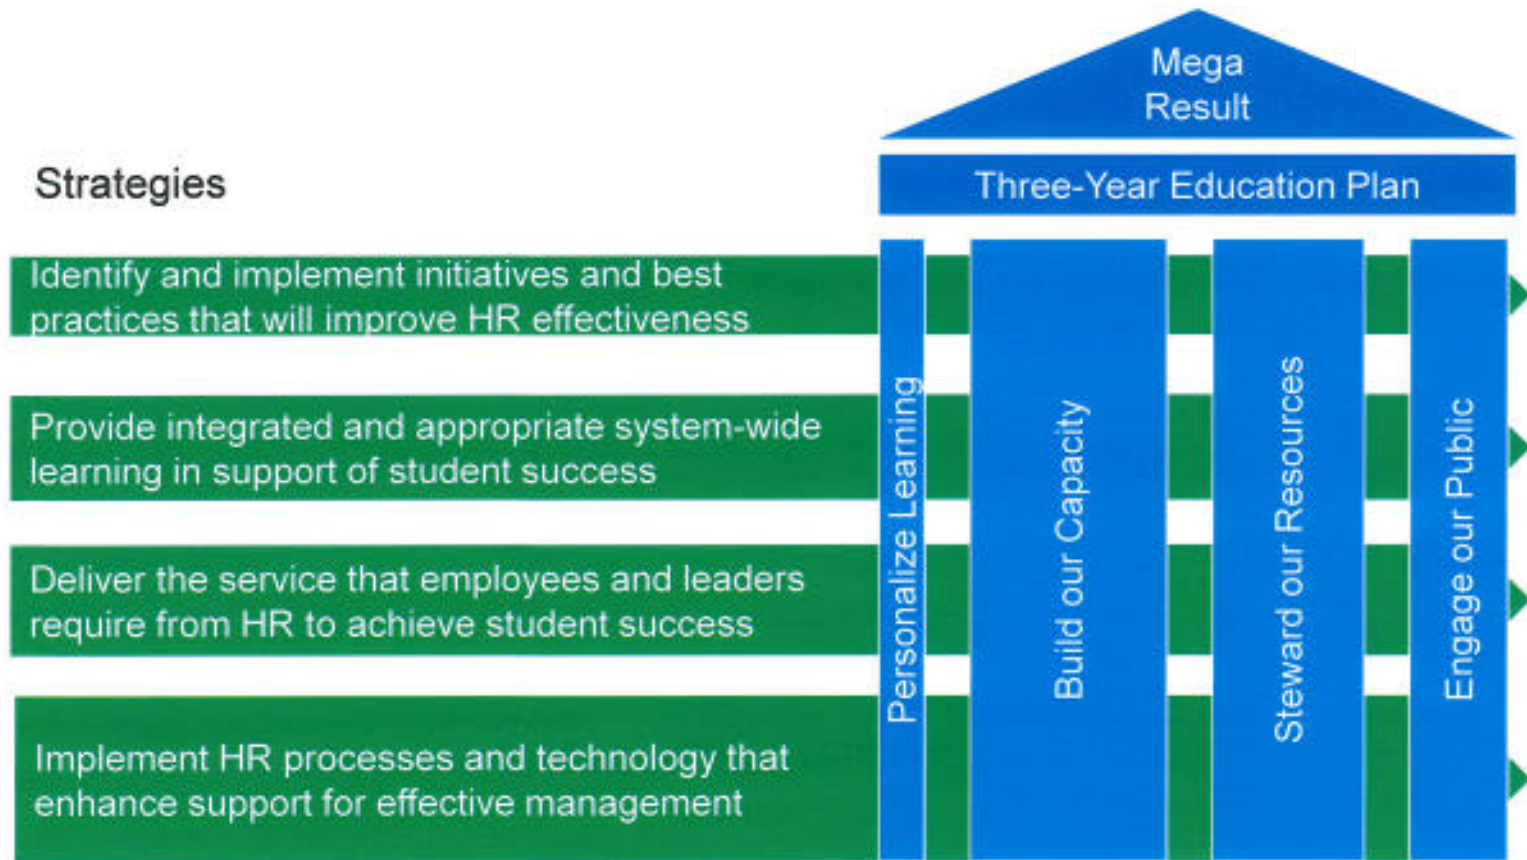 Mega
Result
Three-Year Education Plan
Strategies
Identify and implement initiatives and best
practices that will improve HR effectiveness
Provide integrated and appropriate system-wide
learning in support of student success
Deliver the service that employees and leaders
require from HR to achieve student success
Implement HR processes and technology that
enhance support for effective management
Personalize Learning
Build our Capacity
Steward our Resources
Engage our Public